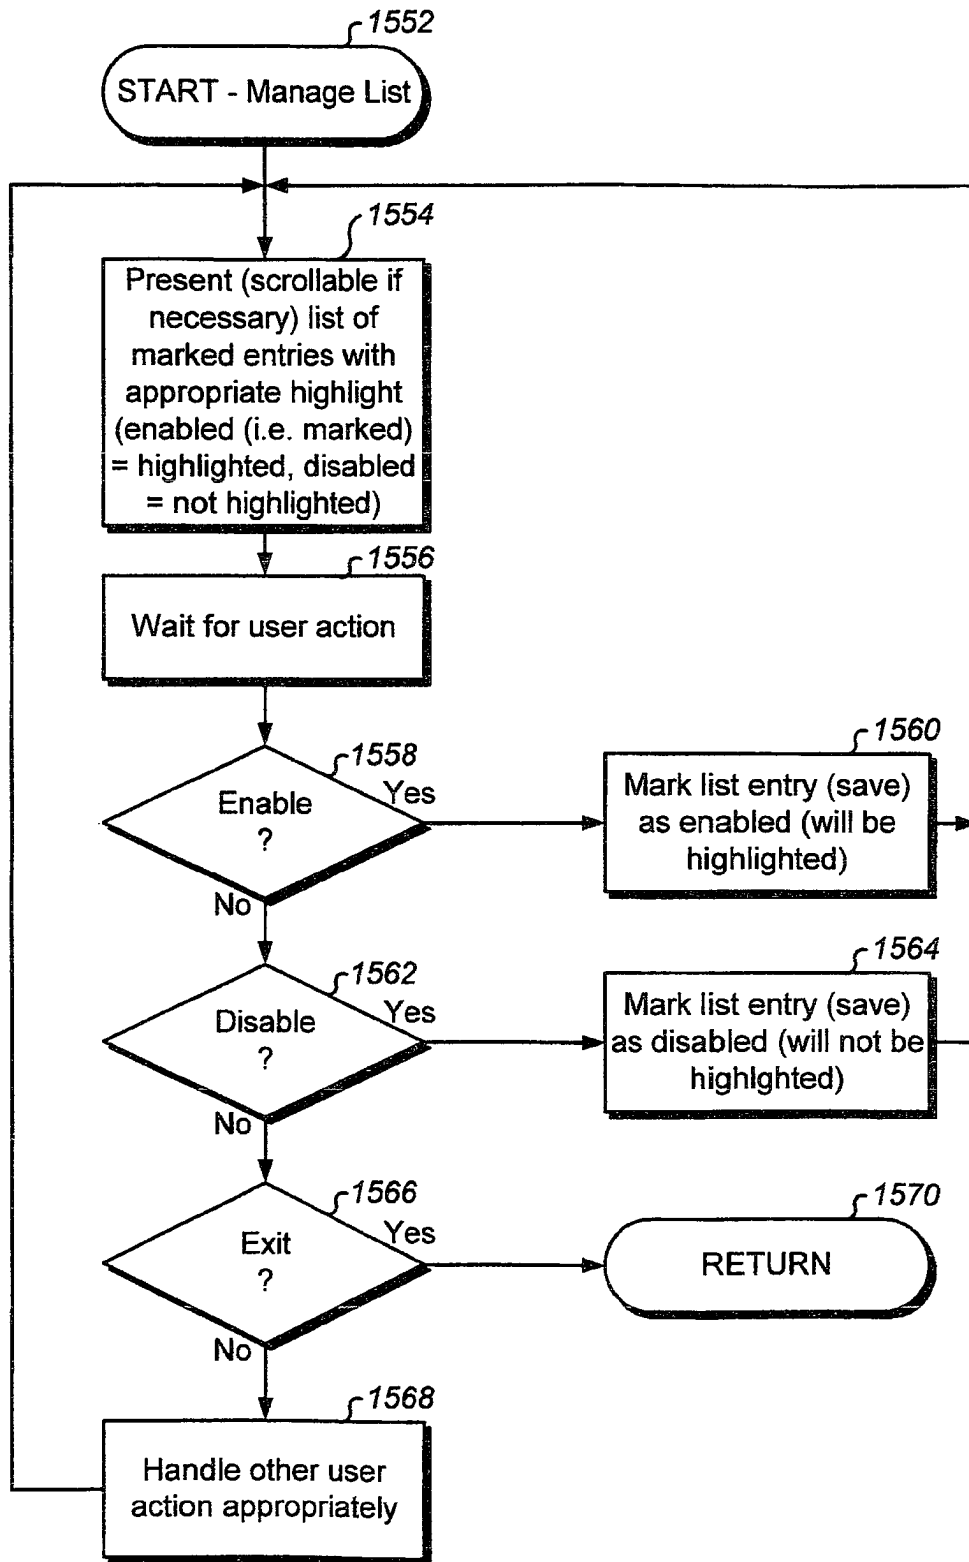 1552
START - Manage List
1554
Present (scrollable if
necessary) list of
marked entries with
appropriate highlight
(enabled (i.e. marked)
= highlighted, disabled
= not highlighted)
1556
Wait for user action
1558
Enable
?
Yes
No
1560
Mark list entry (save)
as enabled (will be
highlighted)
1562
Disable
?
Yes
No
1564
Mark list entry (save)
as disabled (will not be
highlghted)
1566
Exit
?
Yes
No
1570
RETURN
1568
Handle other user
action appropriately